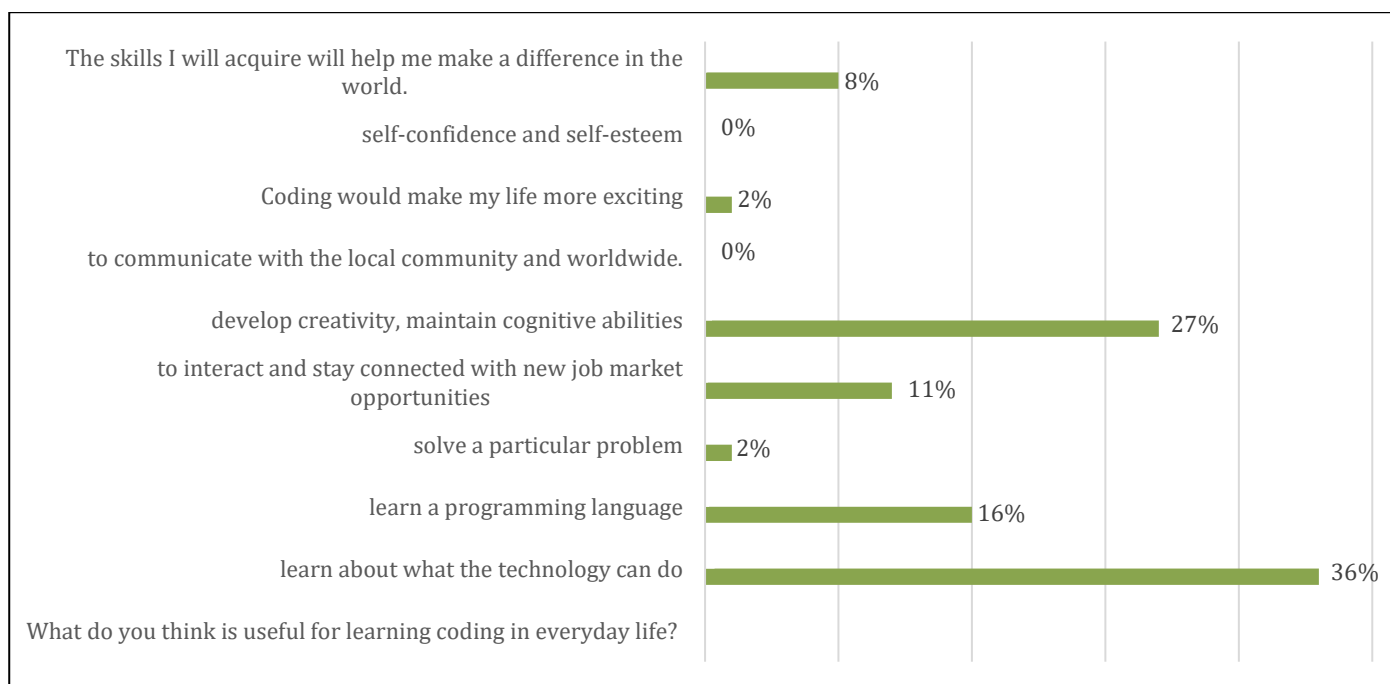 The skills I will acquire will help me make a difference in the
world.
8%
self-confidence and self-esteem
0%
Coding would make my life more exciting
2%
to communicate with the local community and worldwide.
0%
develop creativity, maintain cognitive abilities
27%
to interact and stay connected with new job market
opportunities
11%
solve a particular problem
2%
learn a programming language
16%
learn about what the technology can do
36%
What do you think is useful for learning coding in everyday life?